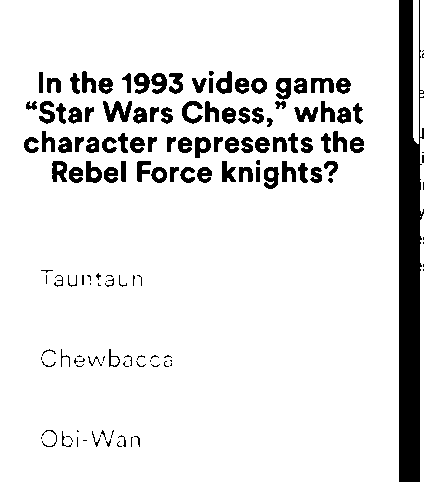 In the 1993 video game
“Star Wars Chess,” what
character represents the
Rebel Force knights?
Tauntaun
Chewbacca
Obi-Wan